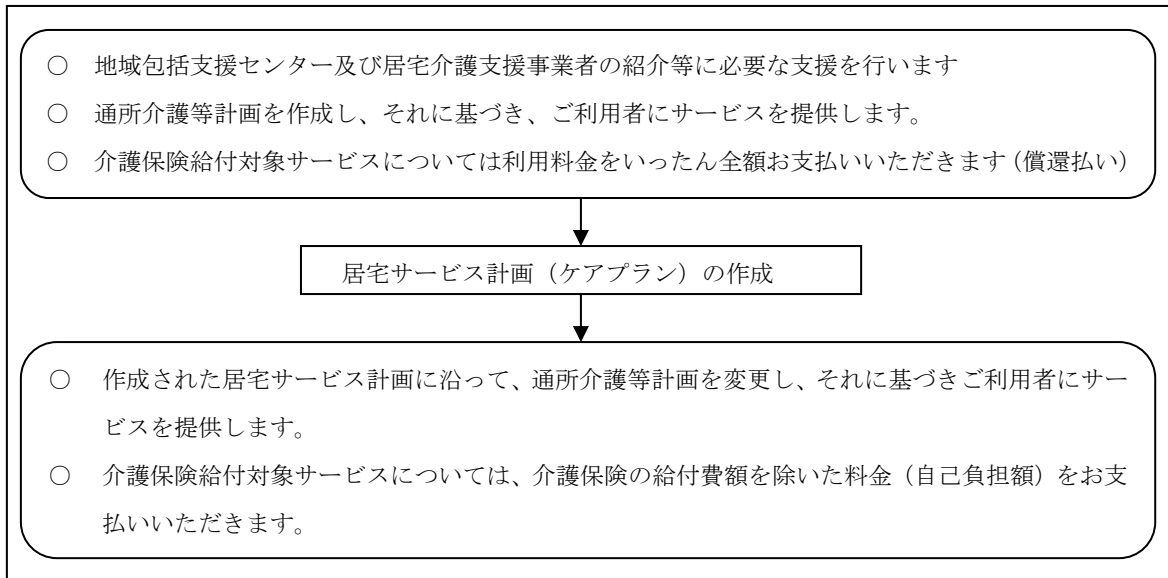 ○ 地域包括支援センター及び居宅介護支援事業者の紹介等に必要な支援を行います
○ 通所介護等計画を作成し、それに基づき、ご利用者にサービスを提供します。
○ 介護保険給付対象サービスについては利用料金をいったん全額お支払いいただきます(償還払い)
居宅サービス計画(ケアプラン)の作成
○ 作成された居宅サービス計画に沿って、通所介護等計画を変更し、それに基づきご利用者にサー
ビスを提供します。
○ 介護保険給付対象サービスについては、介護保険の給付費額を除いた料金(自己負担額)をお支
払いいただきます。